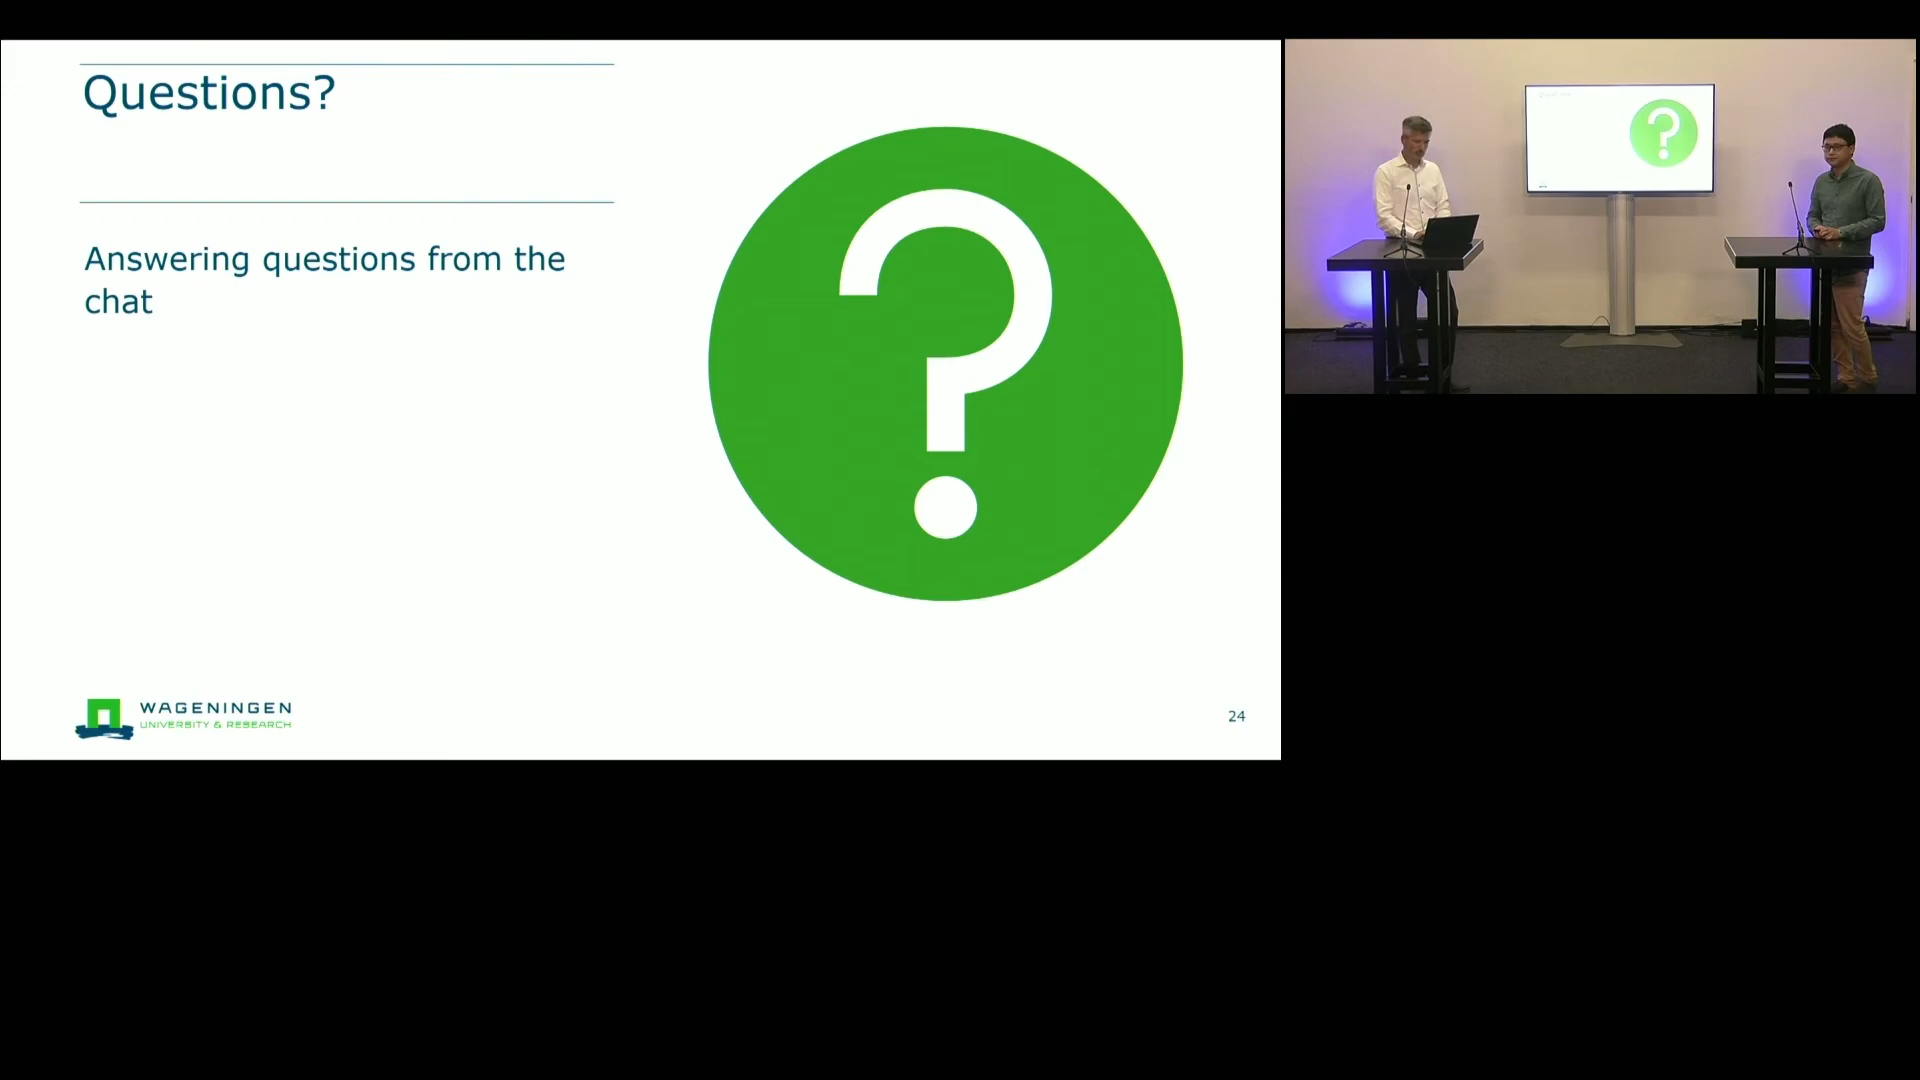 Questions?
Answering questions from the
chat
WAGENINGEN
UNIVERSITY & RESEARCH
24